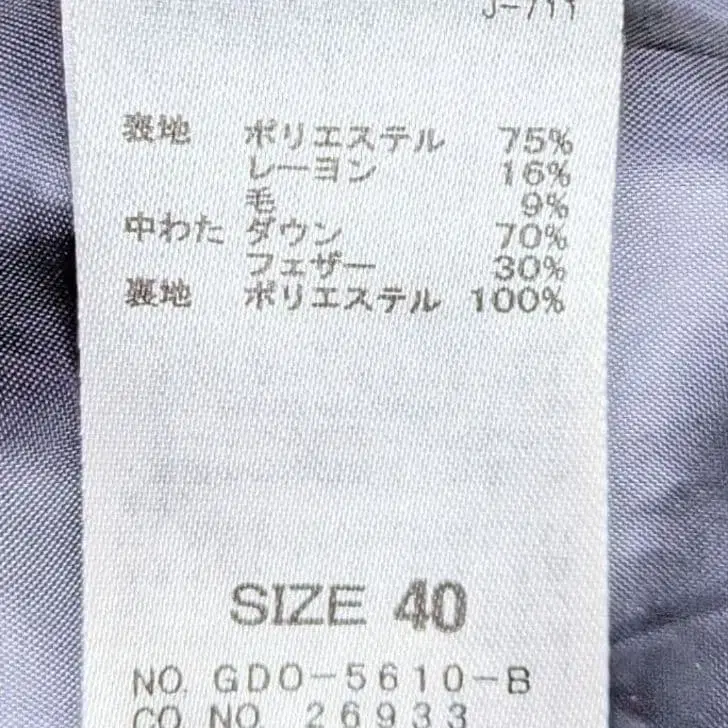 表地 ポリエステル 75%
レーヨン 16%
毛 9%
中わた ダウン 70%
フェザー 30%
裏地 ポリエステル 100%
SIZE 40
NO. GDO-5610-B
CO NO. 26933